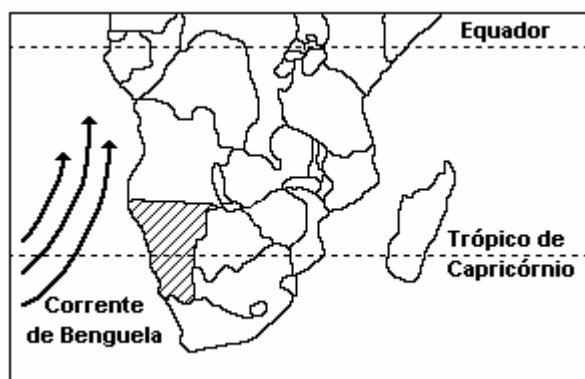 Equador
Trópico de
Capricórnio
Corrente
de Benguela